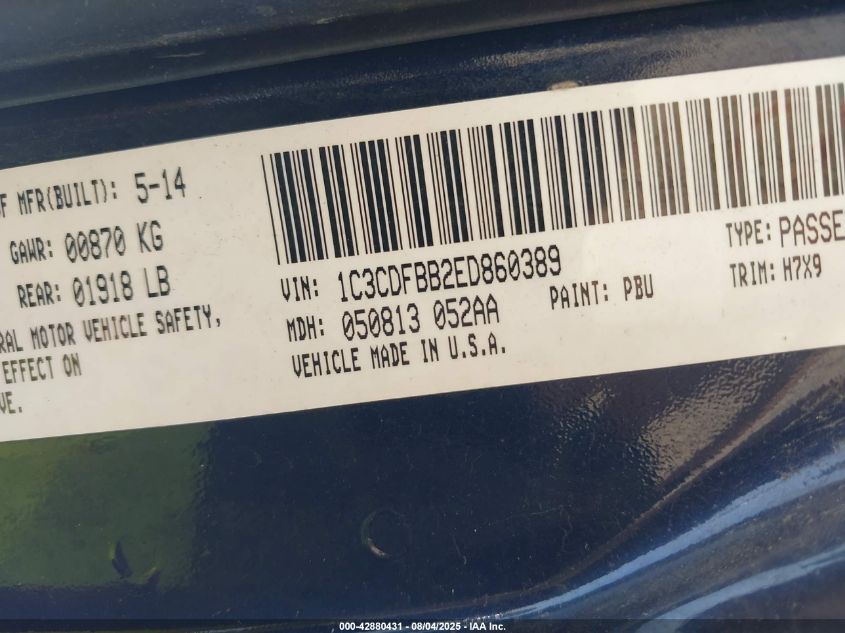 F MFR(BUILT): 5-14
GAWR: 00870 KG
REAR: 01918 LB
RAL MOTOR VEHICLE SAFETY,
EFFECT ON
VE.
VIN: 1C3CDFBB2ED860389
TYPE: PASSE
MDH: 050813 052AA
PAINT: PBU
TRIM: H7X9
VEHICLE MADE IN U.S.A.
000-42880431 - 08/04/2025 - IAA Inc.